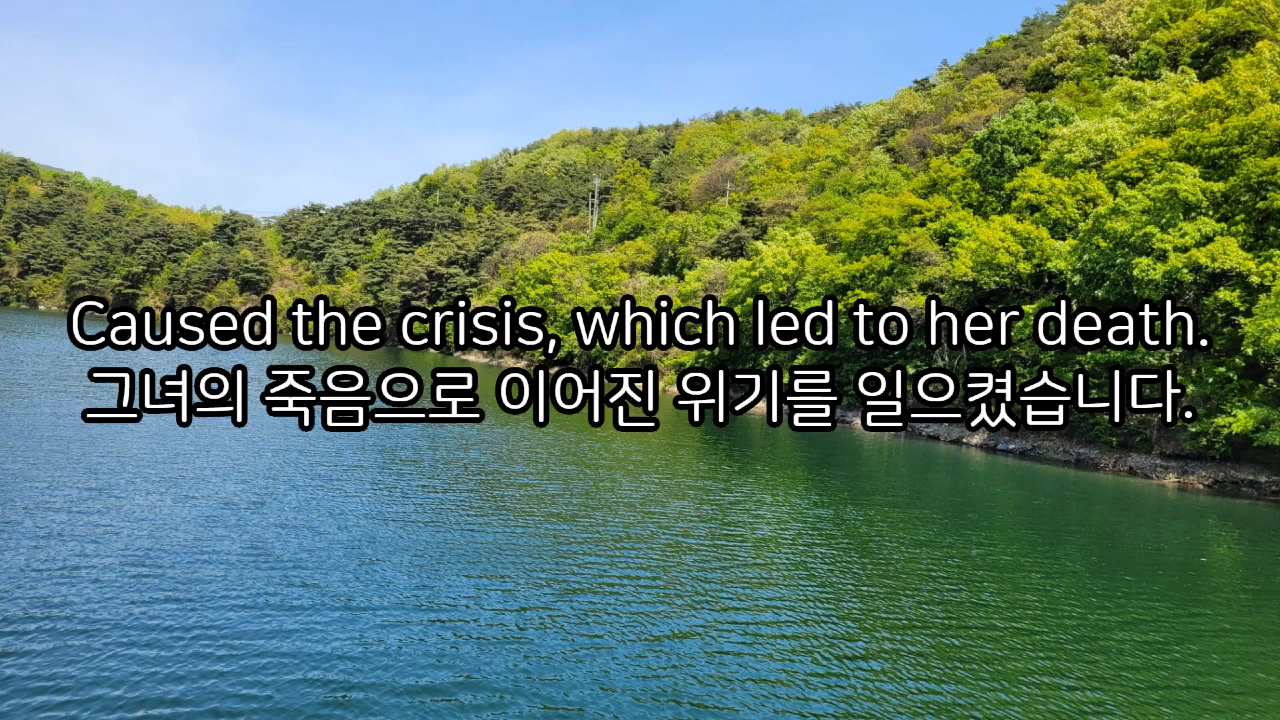 Caused the crisis, which led to her death.
그녀의 죽음으로 이어진 위기를 일으켰습니다.